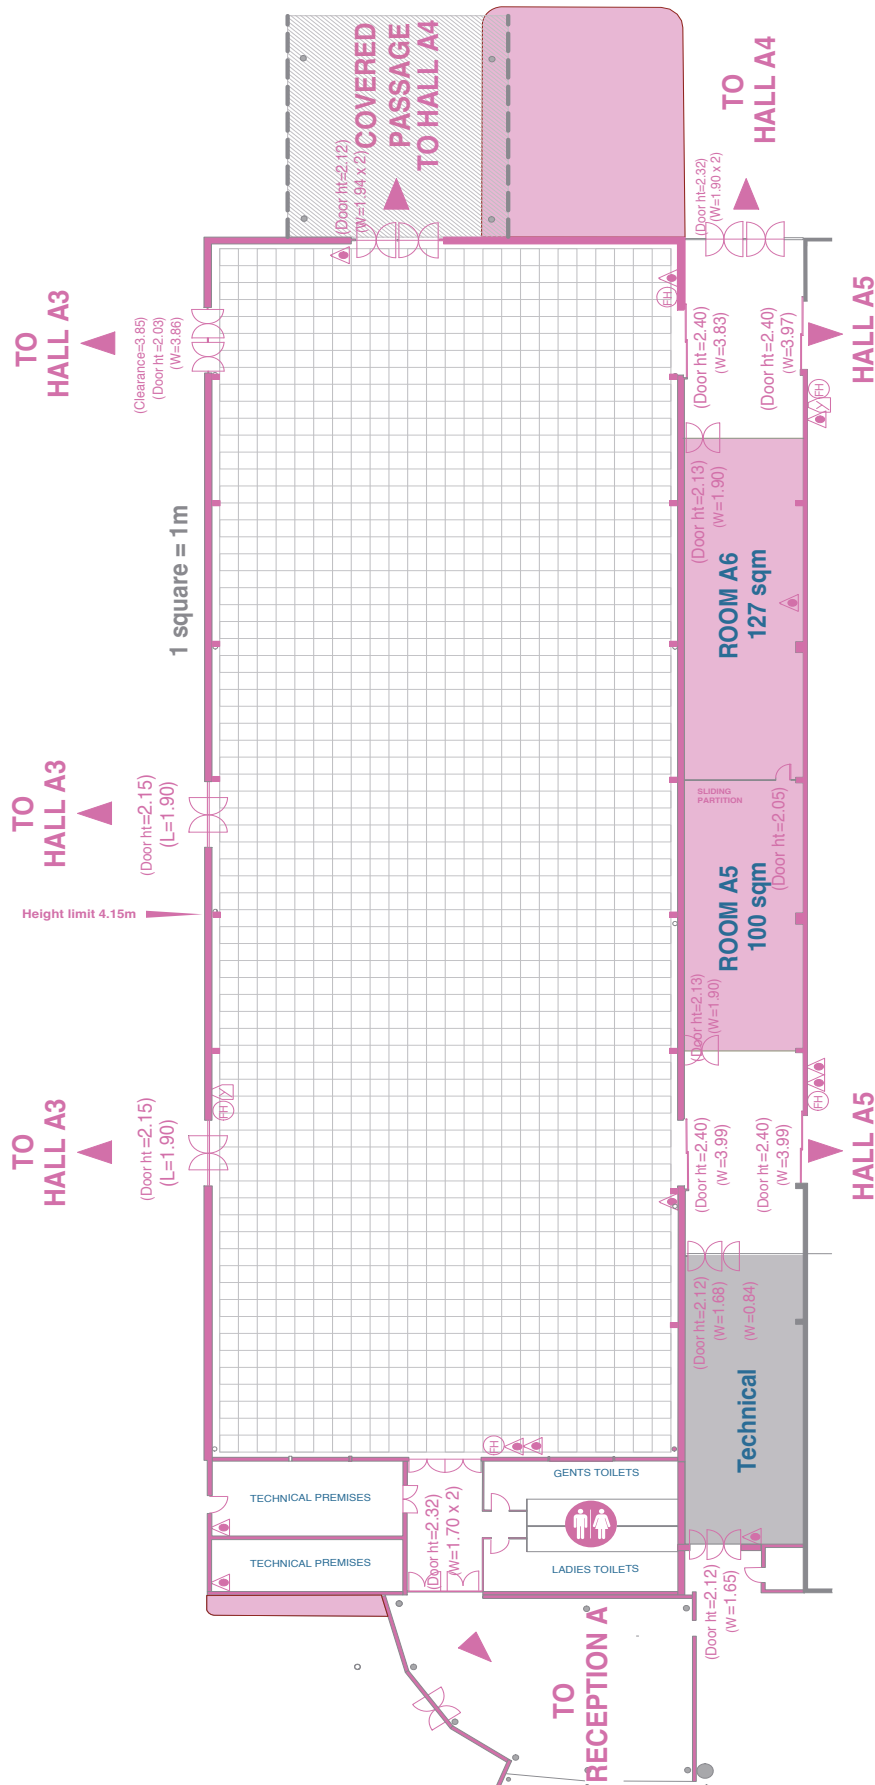 COVERED
PASSAGE
TO HALL A4
(Door ht=2.12)
(W=1.94 x 2)
TO
HALL A4
(Door ht=2.32)
(W=1.90 x 2)
TO
HALL A3
(Clearance=3.85)
(Door ht =2.03)
(W=3.86)
FH
(Door ht=2.40)
(W=3.83)
(Door ht=2.40)
(W=3.97)
HALL A5
FH
Y
1 square = 1m
(Door ht=2.13)
(W=1.90)
ROOM A6
127 sqm
TO
HALL A3
(Door ht=2.15)
(L=1.90)
SLIDING
PARTITION
(Door ht=2.05)
ROOM A5
100 sqm
Height limit 4.15m
(Door ht=2.13)
(W=1.90)
TO
HALL A3
(Door ht =2.15)
(L=1.90)
Y
FH
FH
(Door ht=2.40)
(W=3.99)
(Door ht=2.40)
(W=3.99)
HALL A5
(Door ht=2.12)
(W=1.68)
(W=0.84)
Technical
FH
GENTS TOILETS
TECHNICAL PREMISES
(Door ht=2.32)
(W=1.70 x 2)
TECHNICAL PREMISES
LADIES TOILETS
(Door ht=2.12)
(W=1.65)
TO
RECEPTION A